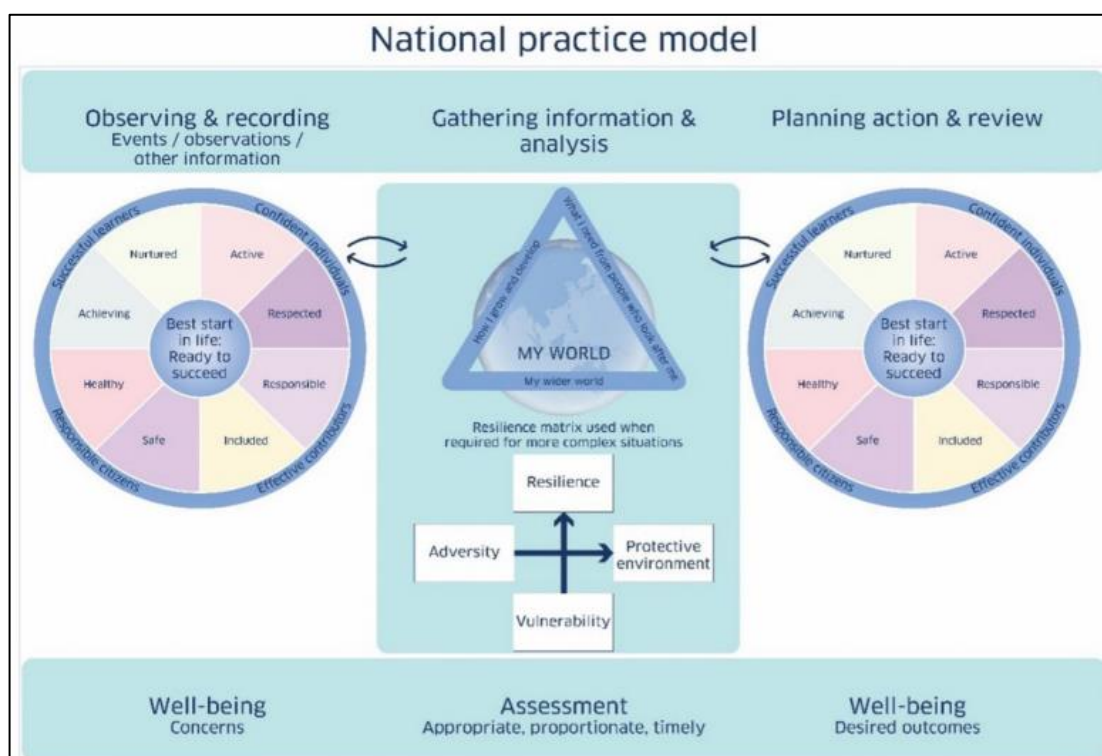 National practice model
Observing & recording
Events / observations /
other information
Gathering information &
analysis
Planning action & review
Successful learners
Confident individuals
Responsible citizens
Effective contributors
Nurtured
Active
Achieving
Respected
Healthy
Responsible
Safe
Included
Best start
in life:
Ready to
succeed
How I grow and develop
What I need from people who look after me
MY WORLD
My wider world
Resilience matrix used when
required for more complex situations
Resilience
Adversity
Protective
environment
Vulnerability
Successful learners
Confident individuals
Responsible citizens
Effective contributors
Nurtured
Active
Achieving
Respected
Healthy
Responsible
Safe
Included
Best start
in life:
Ready to
succeed
Well-being
Concerns
Assessment
Appropriate, proportionate, timely
Well-being
Desired outcomes